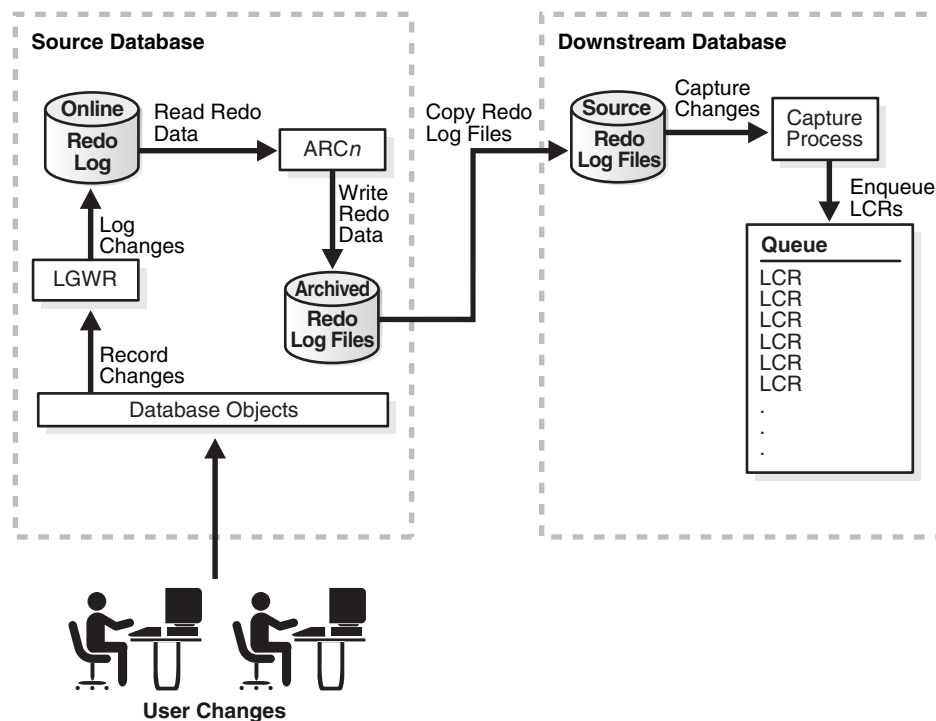 Source Database
Online
Redo
Log
Read Redo
Data
ARCn
Write
Redo
Data
Log
Changes
LGWR
Archived
Redo
Log Files
Record
Changes
Database Objects
User Changes
Copy Redo
Log Files
Downstream Database
Source
Redo
Log Files
Capture
Changes
Capture
Process
Enqueue
LCRs
Queue
LCR
LCR
LCR
LCR
LCR
LCR
.
.
.